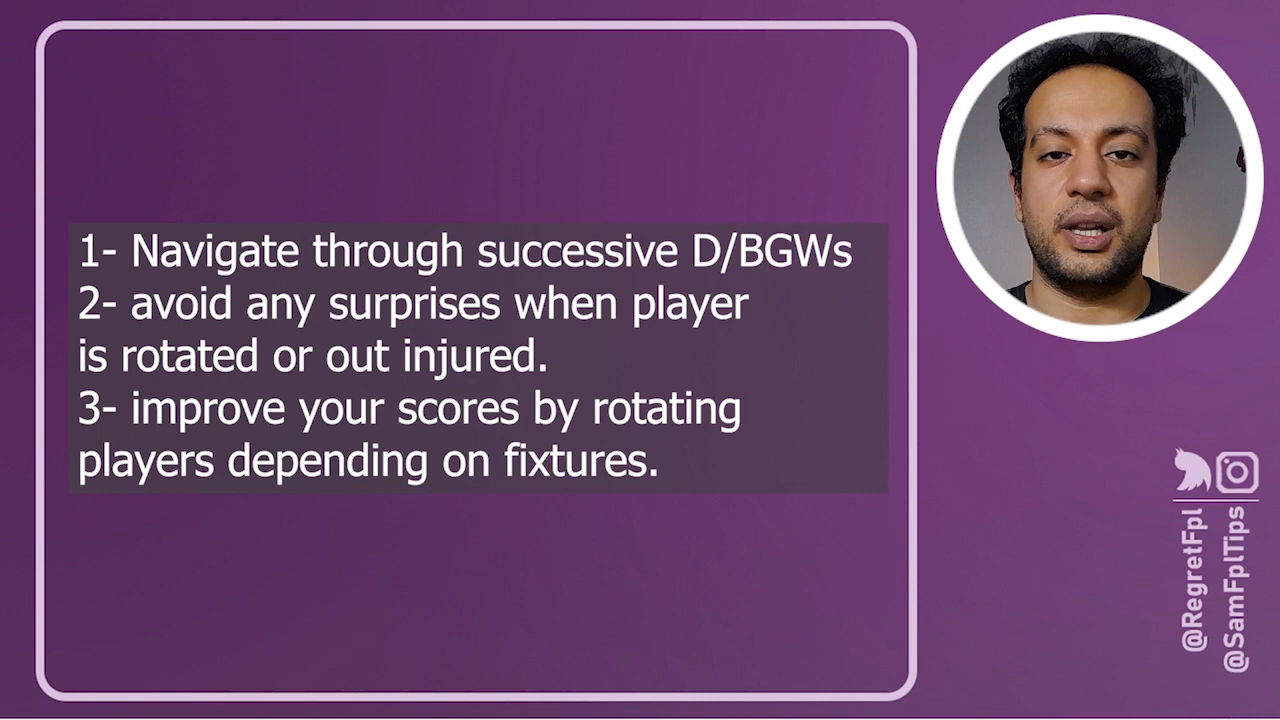 1- Navigate through successive D/BGWs
2- avoid any surprises when player
is rotated or out injured.
3- improve your scores by rotating
players depending on fixtures.
@RegretFpl
@SamFplTips